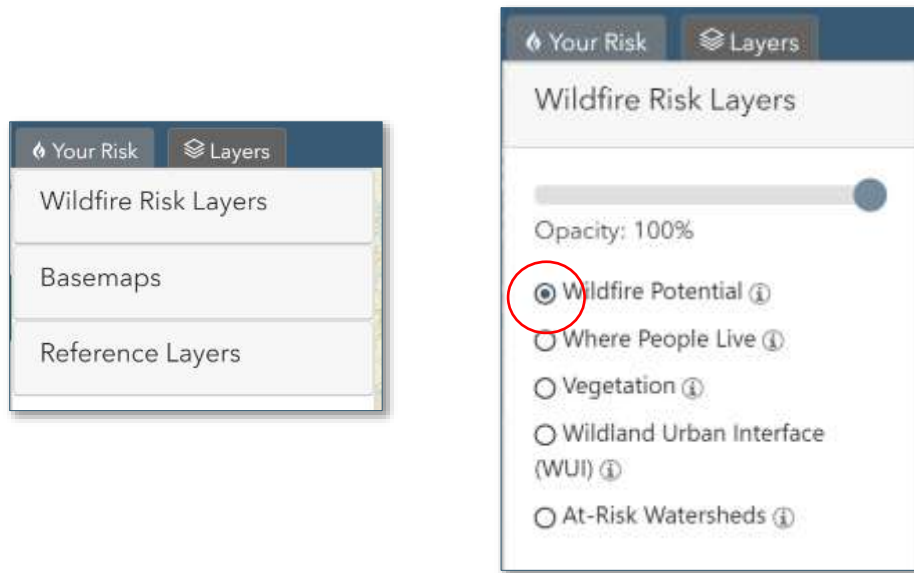 Your Risk
Layers
Wildfire Risk Layers
Basemaps
Reference Layers
Your Risk
Layers
Wildfire Risk Layers
Opacity: 100%
Wildfire Potential
Where People Live
Vegetation
Wildland Urban Interface
(WUI)
At-Risk Watersheds